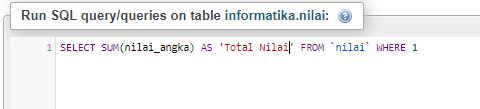 Run SQL query/queries on table informatika.nilai:
1 SELECT SUM(nilai_angka) AS 'Total Nilai' FROM `nilai` WHERE 1